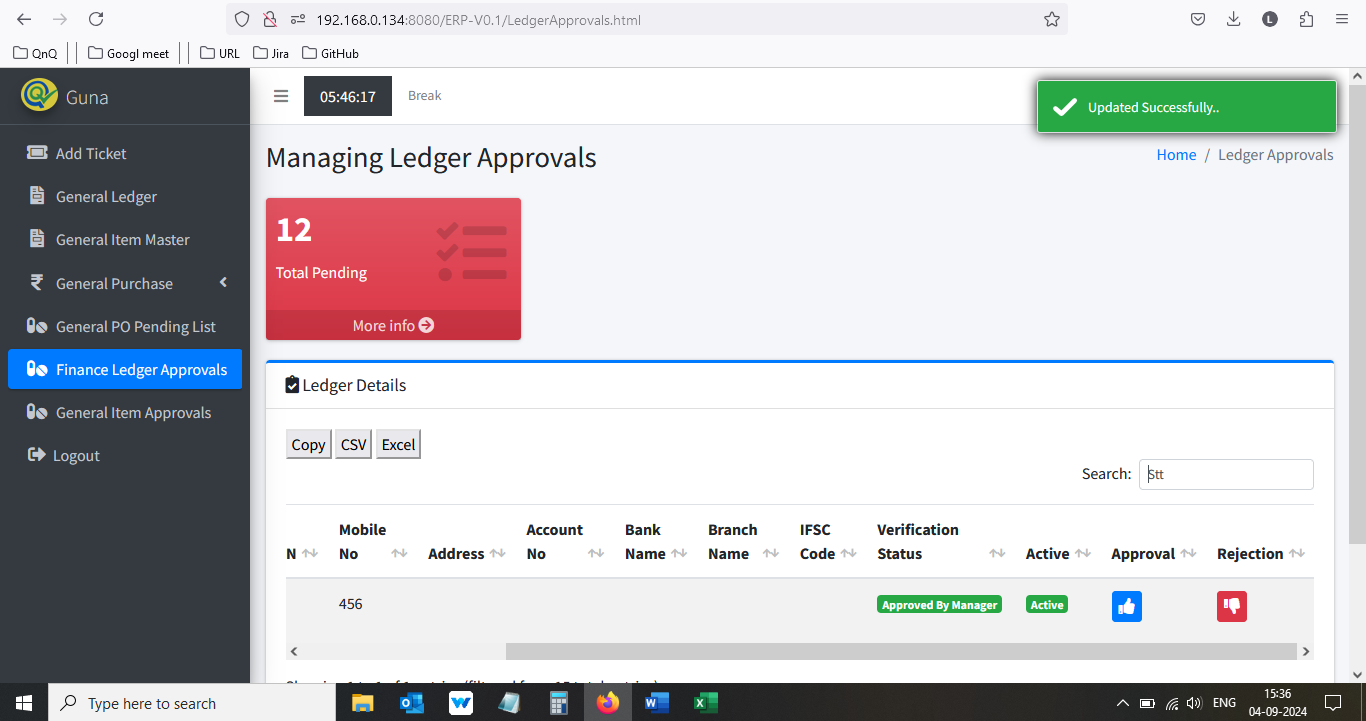 192.168.0.134:8080/ERP-V0.1/LedgerApprovals.html
L
QnQ
Googl meet
URL
Jira
GitHub
Guna
05:46:17
Break
Updated Successfully..
Add Ticket
General Ledger
General Item Master
General Purchase
General PO Pending List
Finance Ledger Approvals
General Item Approvals
Logout
Managing Ledger Approvals
Home / Ledger Approvals
12
Total Pending
More info
Ledger Details
Copy
CSV
Excel
Search: Stt
N
Mobile No
Address
Account No
Bank Name
Branch Name
IFSC Code
Verification Status
Active
Approval
Rejection
456
Approved By Manager
Active
Type here to search
ENG
15:36
04-09-2024